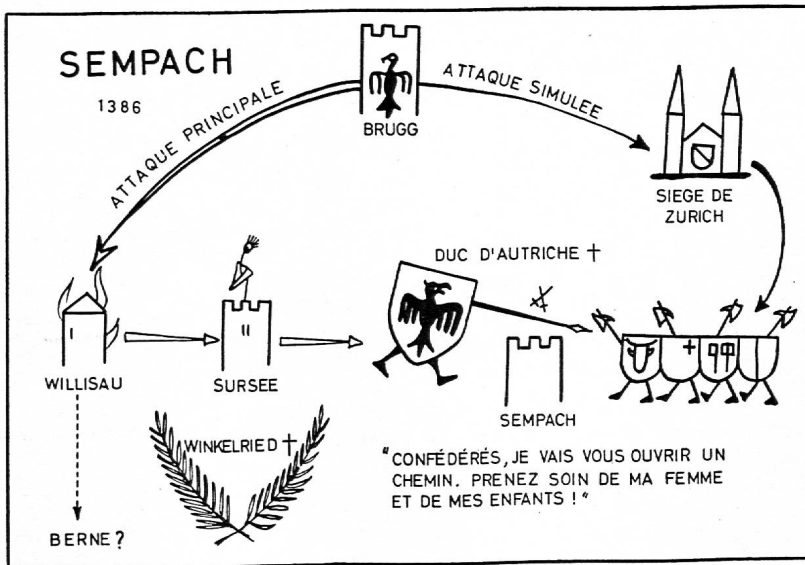 SEMPACH
1386
BRUGG
ATTAQUE PRINCIPALE
ATTAQUE SIMULEE
SIEGE DE
ZURICH
DUC D'AUTRICHE †
I
II
WILLISAU
SURSEE
SEMPACH
WINKELRIED †
BERNE?
"CONFÉDÉRÉS, JE VAIS VOUS OUVRIR UN
CHEMIN. PRENEZ SOIN DE MA FEMME
ET DE MES ENFANTS !"